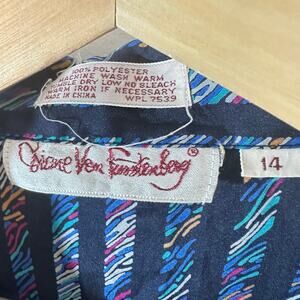 100% POLYESTER
MACHINE WASH WARM
TUMBLE DRY LOW NO BLEACH
WARM IRON IF NECESSARY
MADE IN CHINA WPL 7539
Diane Von Furstenberg®
14